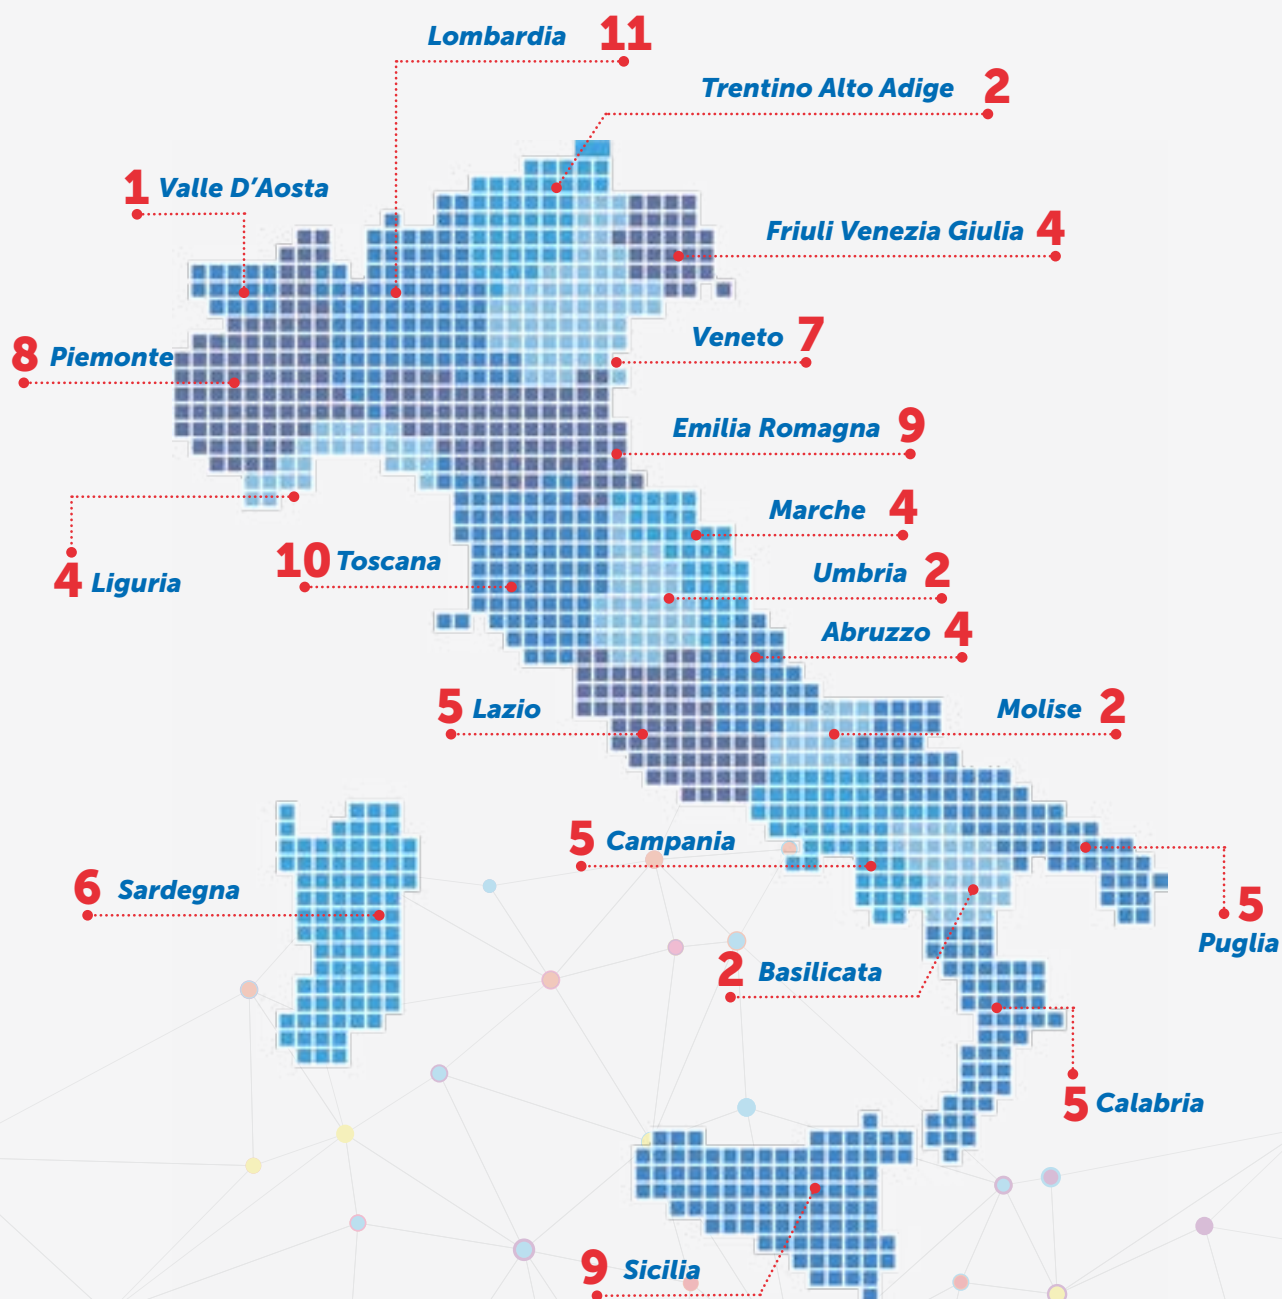 Lombardia 11
Trentino Alto Adige 2
1 Valle D'Aosta
Friuli Venezia Giulia 4
Veneto 7
8 Piemonte
Emilia Romagna 9
Marche 4
10 Toscana
Umbria 2
4 Liguria
Abruzzo 4
5 Lazio
Molise 2
5 Campania
6 Sardegna
5
Puglia
2 Basilicata
5 Calabria
9 Sicilia